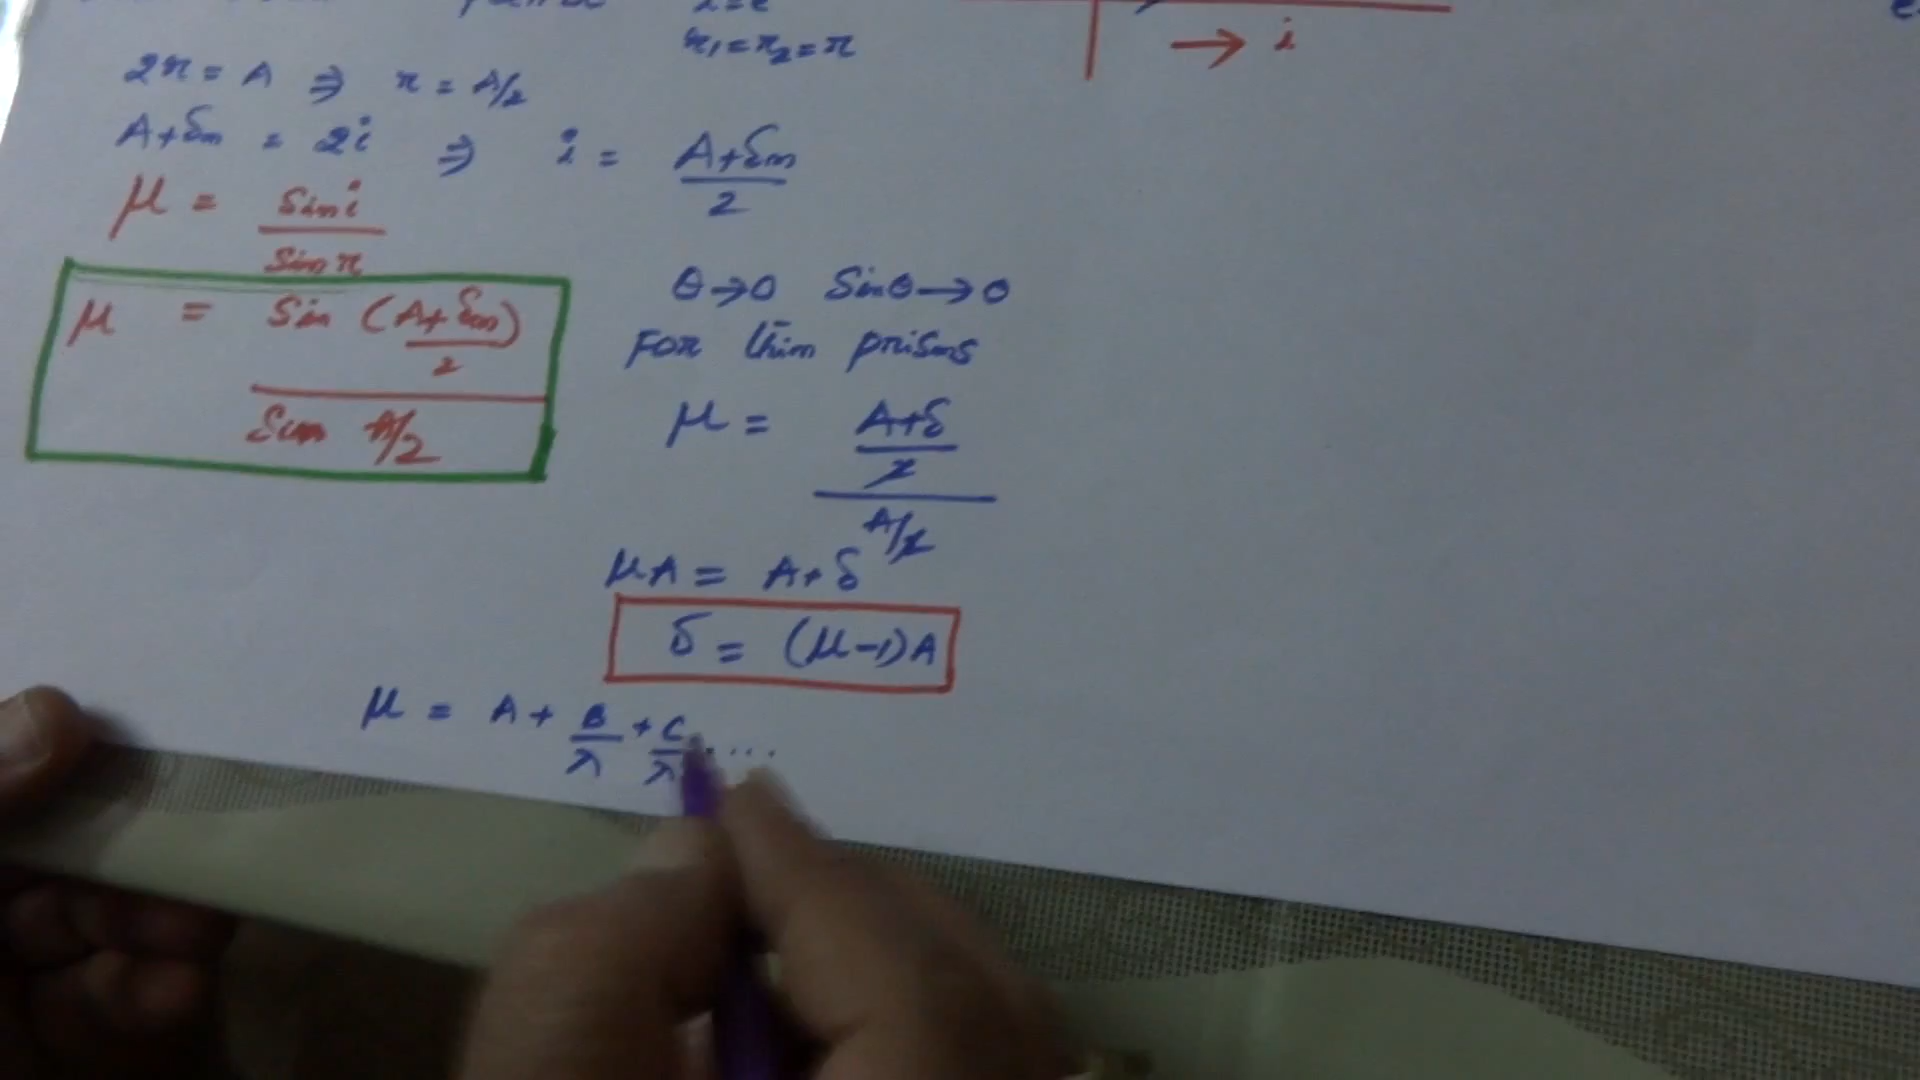 i = e
r₁ = r₂ = r
→ i
2r = A ⇒ r = A/2
A+δm = 2i ⇒ i = (A+δm)/2
μ = Sin i / Sin r
μ = Sin (A+δm)/2 / Sin A/2
θ→0 Sinθ→θ
For thin prisms
μ = (A+δ)/2 / A/2
μA = A+δ
δ = (μ-1)A
μ = A + B/λ + C/λ ....